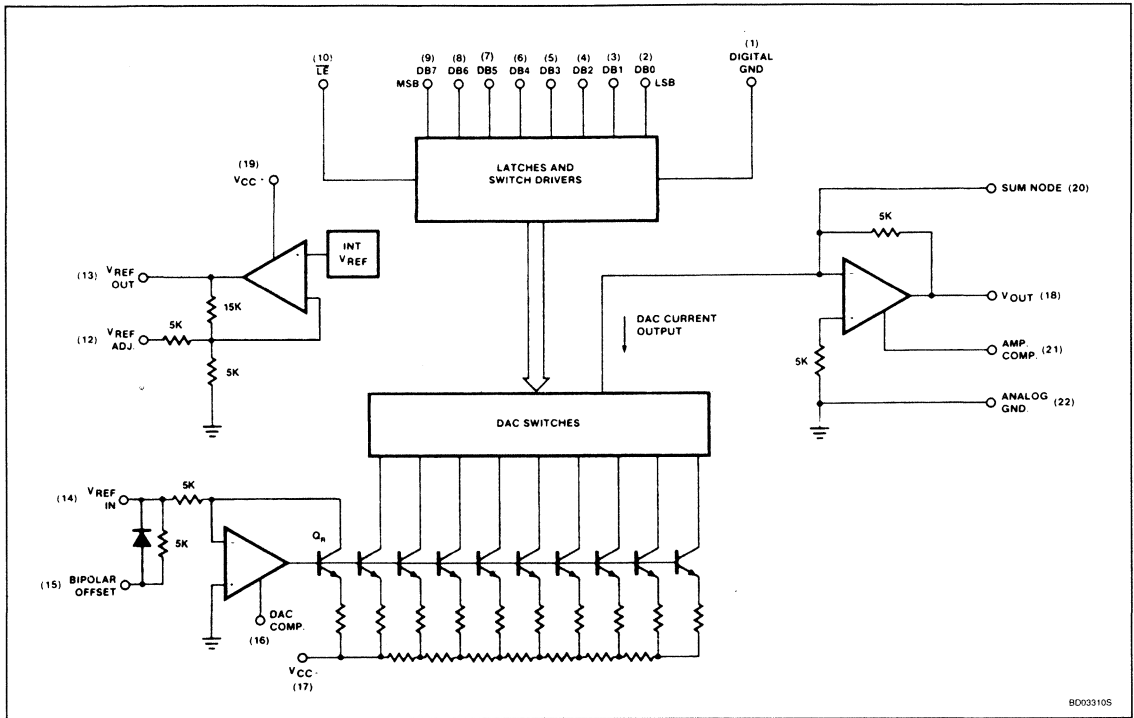 (10) (9) (8) (7) (6) (5) (4) (3) (2) (1)
LE DB7 DB6 DB5 DB4 DB3 DB2 DB1 DB0 DIGITAL GND
MSB LSB
LATCHES AND
SWITCH DRIVERS
(19)
VCC
INT
VREF
(13) VREF
OUT
15K
(12) VREF
ADJ.
5K
5K
SUM NODE (20)
5K
VOUT (18)
AMP.
COMP. (21)
5K
ANALOG
GND. (22)
DAC CURRENT
OUTPUT
DAC SWITCHES
(14) VREF
IN
5K
5K
(15) BIPOLAR
OFFSET
QR
DAC
COMP.
(16)
VCC-
(17)
BD03310S